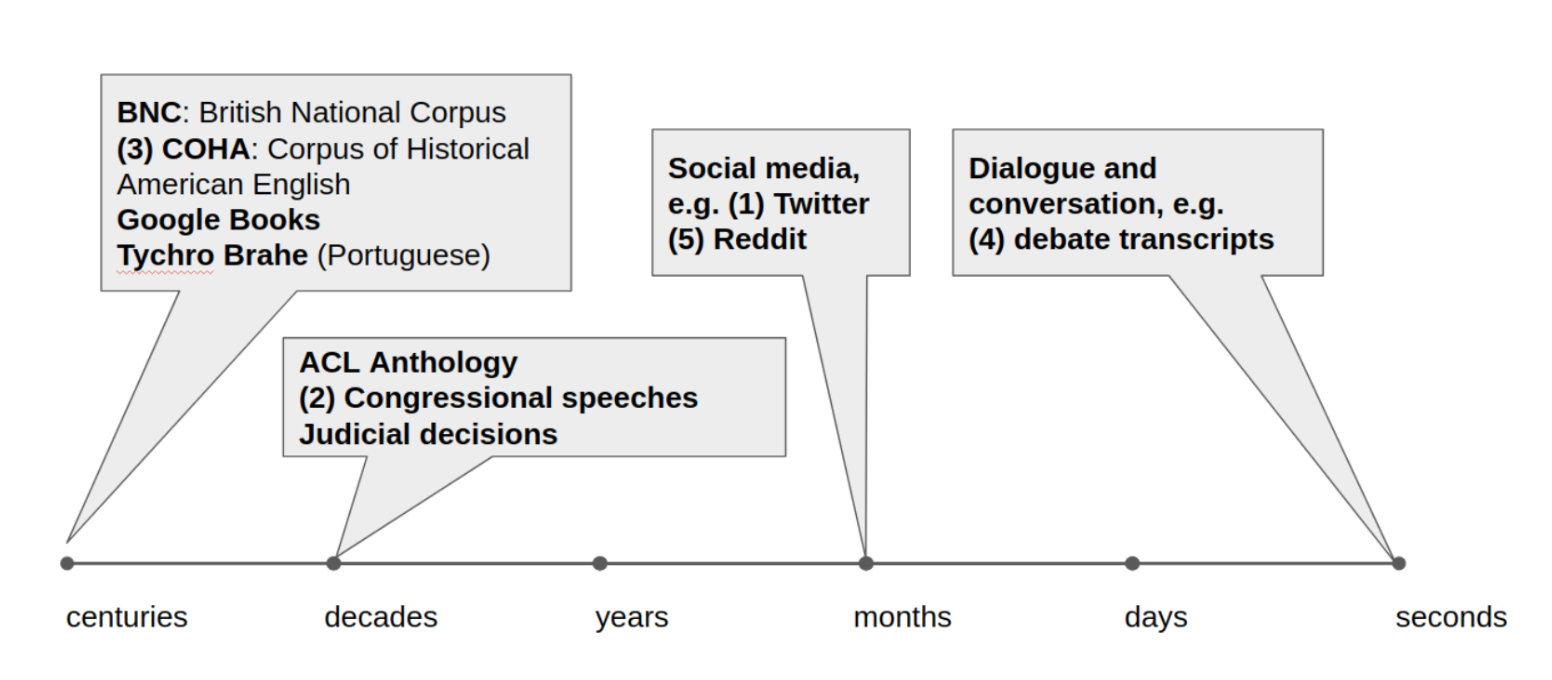 BNC: British National Corpus
(3) COHA: Corpus of Historical
American English
Google Books
Tychro Brahe (Portuguese)
Social media,
e.g. (1) Twitter
(5) Reddit
Dialogue and
conversation, e.g.
(4) debate transcripts
ACL Anthology
(2) Congressional speeches
Judicial decisions
centuries
decades
years
months
days
seconds